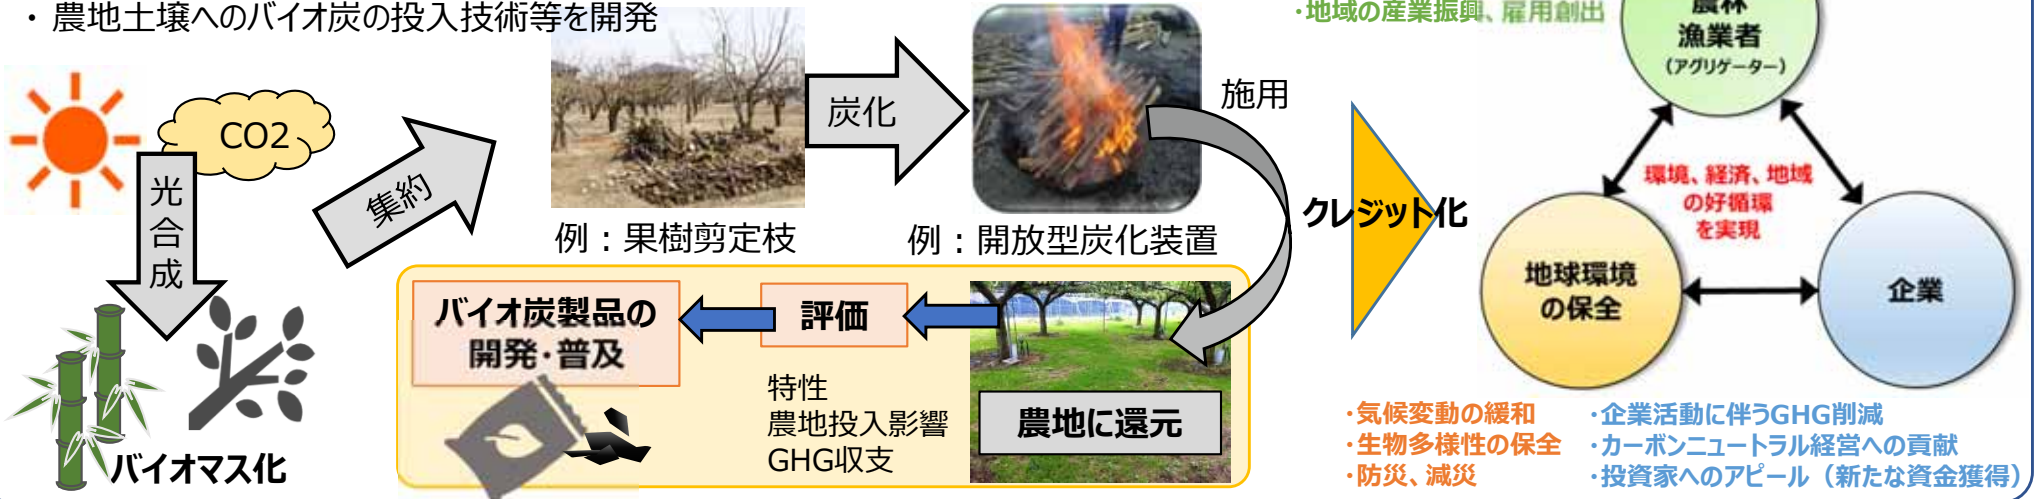 ・ 農地土壌へのバイオ炭の投入技術等を開発
・地域の産業振興、雇用創出
農林
漁業者
（アグリゲーター）
CO2
光合成
集約
炭化
施用
例：果樹剪定枝
例：開放型炭化装置
クレジット化
環境、経済、地域
の好循環
を実現
地球環境
の保全
企業
バイオ炭製品の
開発・普及
評価
特性
農地投入影響
GHG収支
農地に還元
バイオマス化
・気候変動の緩和
・生物多様性の保全
・防災、減災
・企業活動に伴うGHG削減
・カーボンニュートラル経営への貢献
・投資家へのアピール（新たな資金獲得）